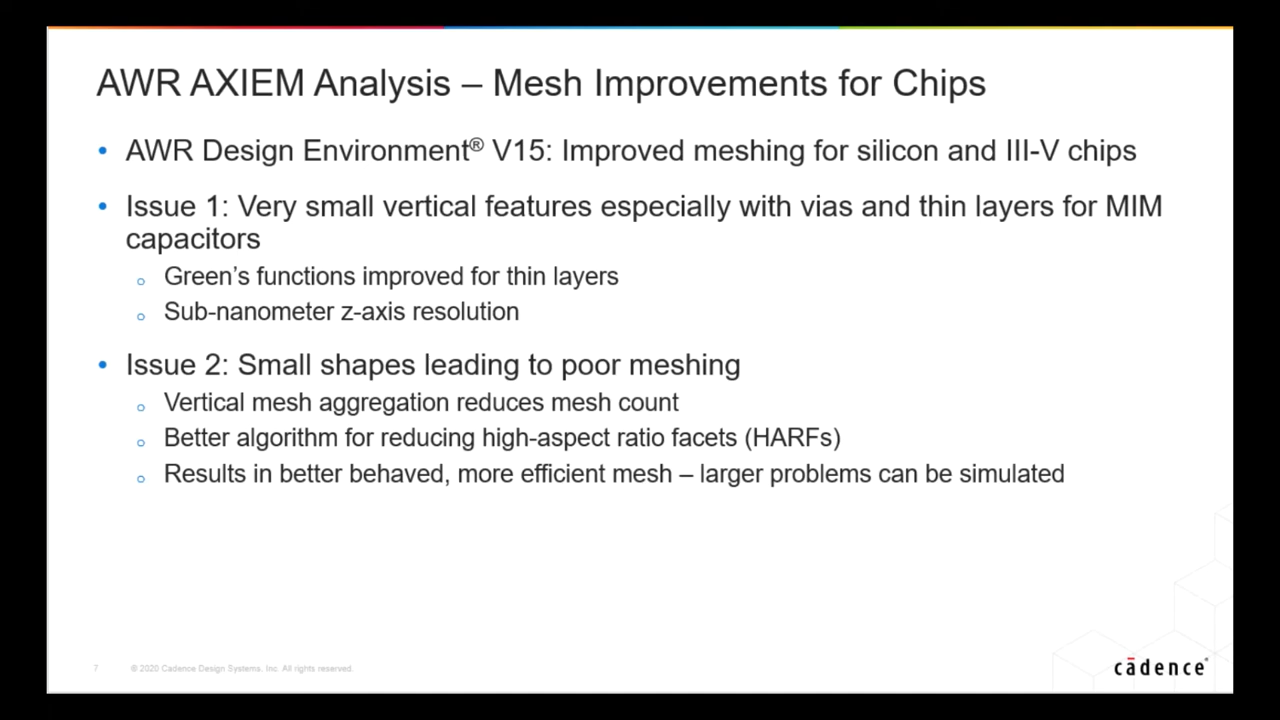 AWR AXIEM Analysis – Mesh Improvements for Chips
• AWR Design Environment® V15: Improved meshing for silicon and III-V chips
• Issue 1: Very small vertical features especially with vias and thin layers for MIM
capacitors
o Green’s functions improved for thin layers
o Sub-nanometer z-axis resolution
• Issue 2: Small shapes leading to poor meshing
o Vertical mesh aggregation reduces mesh count
o Better algorithm for reducing high-aspect ratio facets (HARFs)
o Results in better behaved, more efficient mesh – larger problems can be simulated
7 © 2020 Cadence Design Systems, Inc. All rights reserved.
cādence®